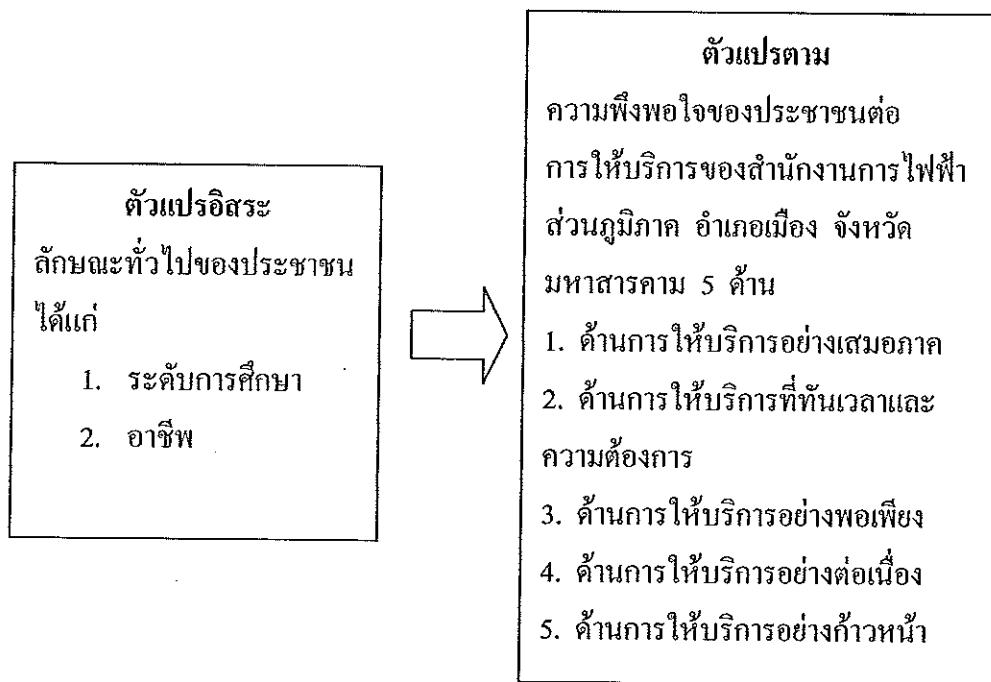 ตัวแปรอิสระ
ลักษณะทั่วไปของประชาชน
ได้แก่
1. ระดับการศึกษา
2. อาชีพ
ตัวแปรตาม
ความพึงพอใจของประชาชนต่อ
การให้บริการของสำนักงานการไฟฟ้า
ส่วนภูมิภาค อำเภอเมือง จังหวัด
มหาสารคาม 5 ด้าน
1. ด้านการให้บริการอย่างเสมอภาค
2. ด้านการให้บริการที่ทันเวลาและ
ความต้องการ
3. ด้านการให้บริการอย่างพอเพียง
4. ด้านการให้บริการอย่างต่อเนื่อง
5. ด้านการให้บริการอย่างก้าวหน้า